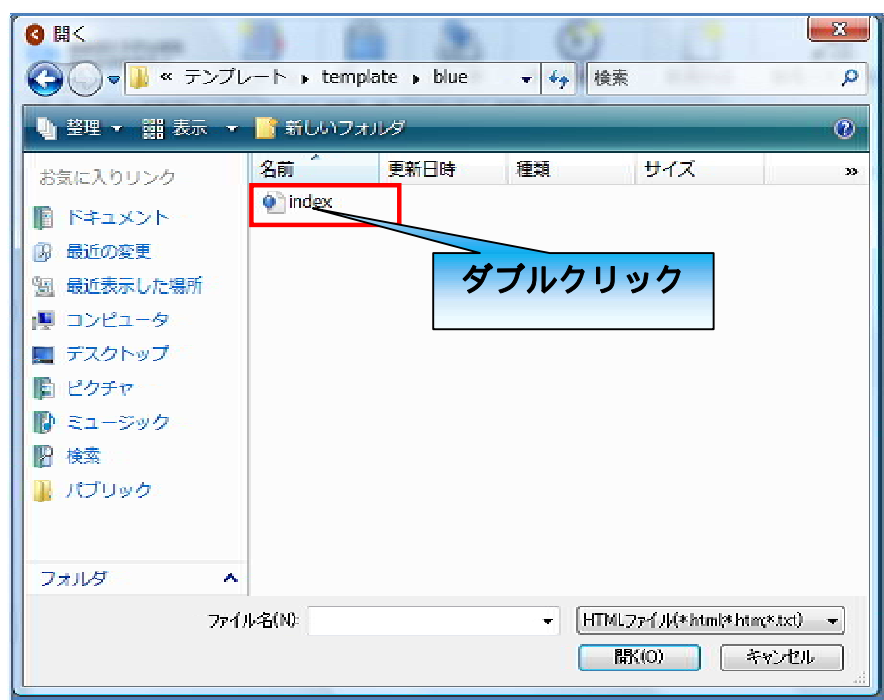 開く
« テンプレート ▸ template ▸ blue
検索
整理
表示
新しいフォルダ
お気に入りリンク
名前
更新日時
種類
サイズ
»
index
ダブルクリック
ドキュメント
最近の変更
最近表示した場所
コンピュータ
デスクトップ
ピクチャ
ミュージック
検索
パブリック
フォルダ
ファイル名(N):
HTMLファイル(*.html;*.htm;*.txt)
開く(O)
キャンセル